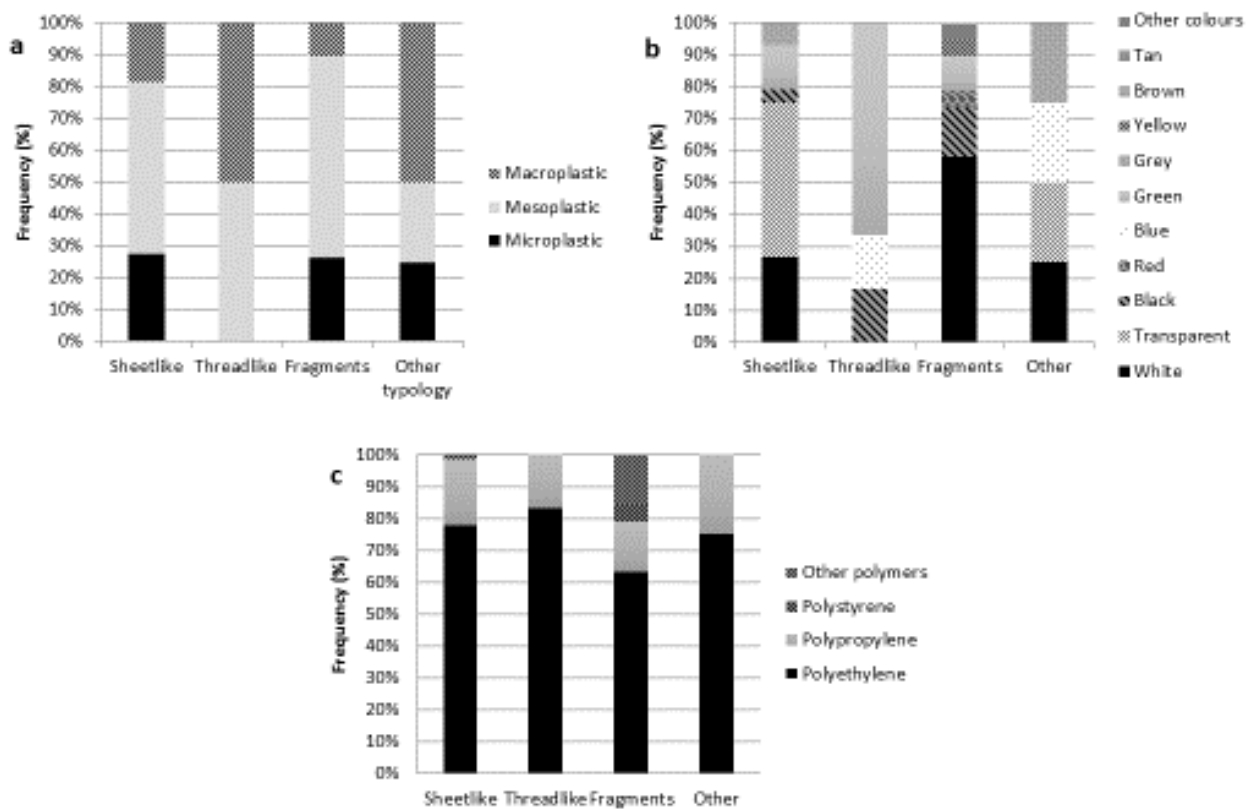 a
Frequency (%)
100%
90%
80%
70%
60%
50%
40%
30%
20%
10%
0%
Sheetlike Threadlike Fragments Other
typology
Macroplastic
Mesoplastic
Microplastic
b
Frequency (%)
100%
90%
80%
70%
60%
50%
40%
30%
20%
10%
0%
Sheetlike Threadlike Fragments Other
Other colours
Tan
Brown
Yellow
Grey
Green
Blue
Red
Black
Transparent
White
c
Frequency (%)
100%
90%
80%
70%
60%
50%
40%
30%
20%
10%
0%
Sheetlike Threadlike Fragments Other
Other polymers
Polystyrene
Polypropylene
Polyethylene